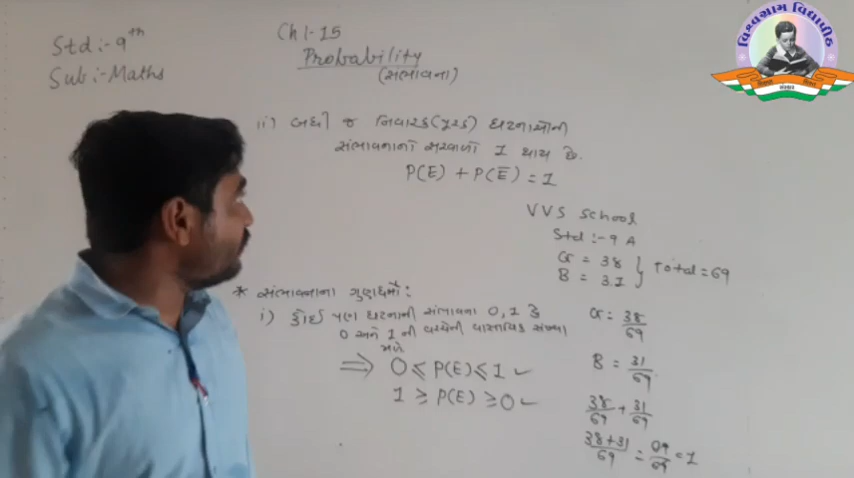 Std :- 9th
Sub :- Maths
Ch 1-15
Probability
(સંભાવના)
ii) બધી જ નિવારક (પૂરક) ઘટનાઓની
સંભાવનાનો સરવાળો 1 થાય છે.
P(E) + P(E̅) = 1
VVS School
Std :- 9 A
G = 38
B = 31
Total = 69
* સંભાવનાના ગુણધર્મો :
i) કોઈ પણ ઘટનાની સંભાવના 0, 1 કે
0 અને 1 ની વચ્ચેની વાસ્તવિક સંખ્યા
મળે
⇒ 0 ≤ P(E) ≤ 1 ✓
1 ≥ P(E) ≥ 0 ✓
G = 38/69
B = 31/69
38/69 + 31/69
38+31/69 = 69/69 = 1
વિશ્વગ્રામ વિદ્યાપીઠ